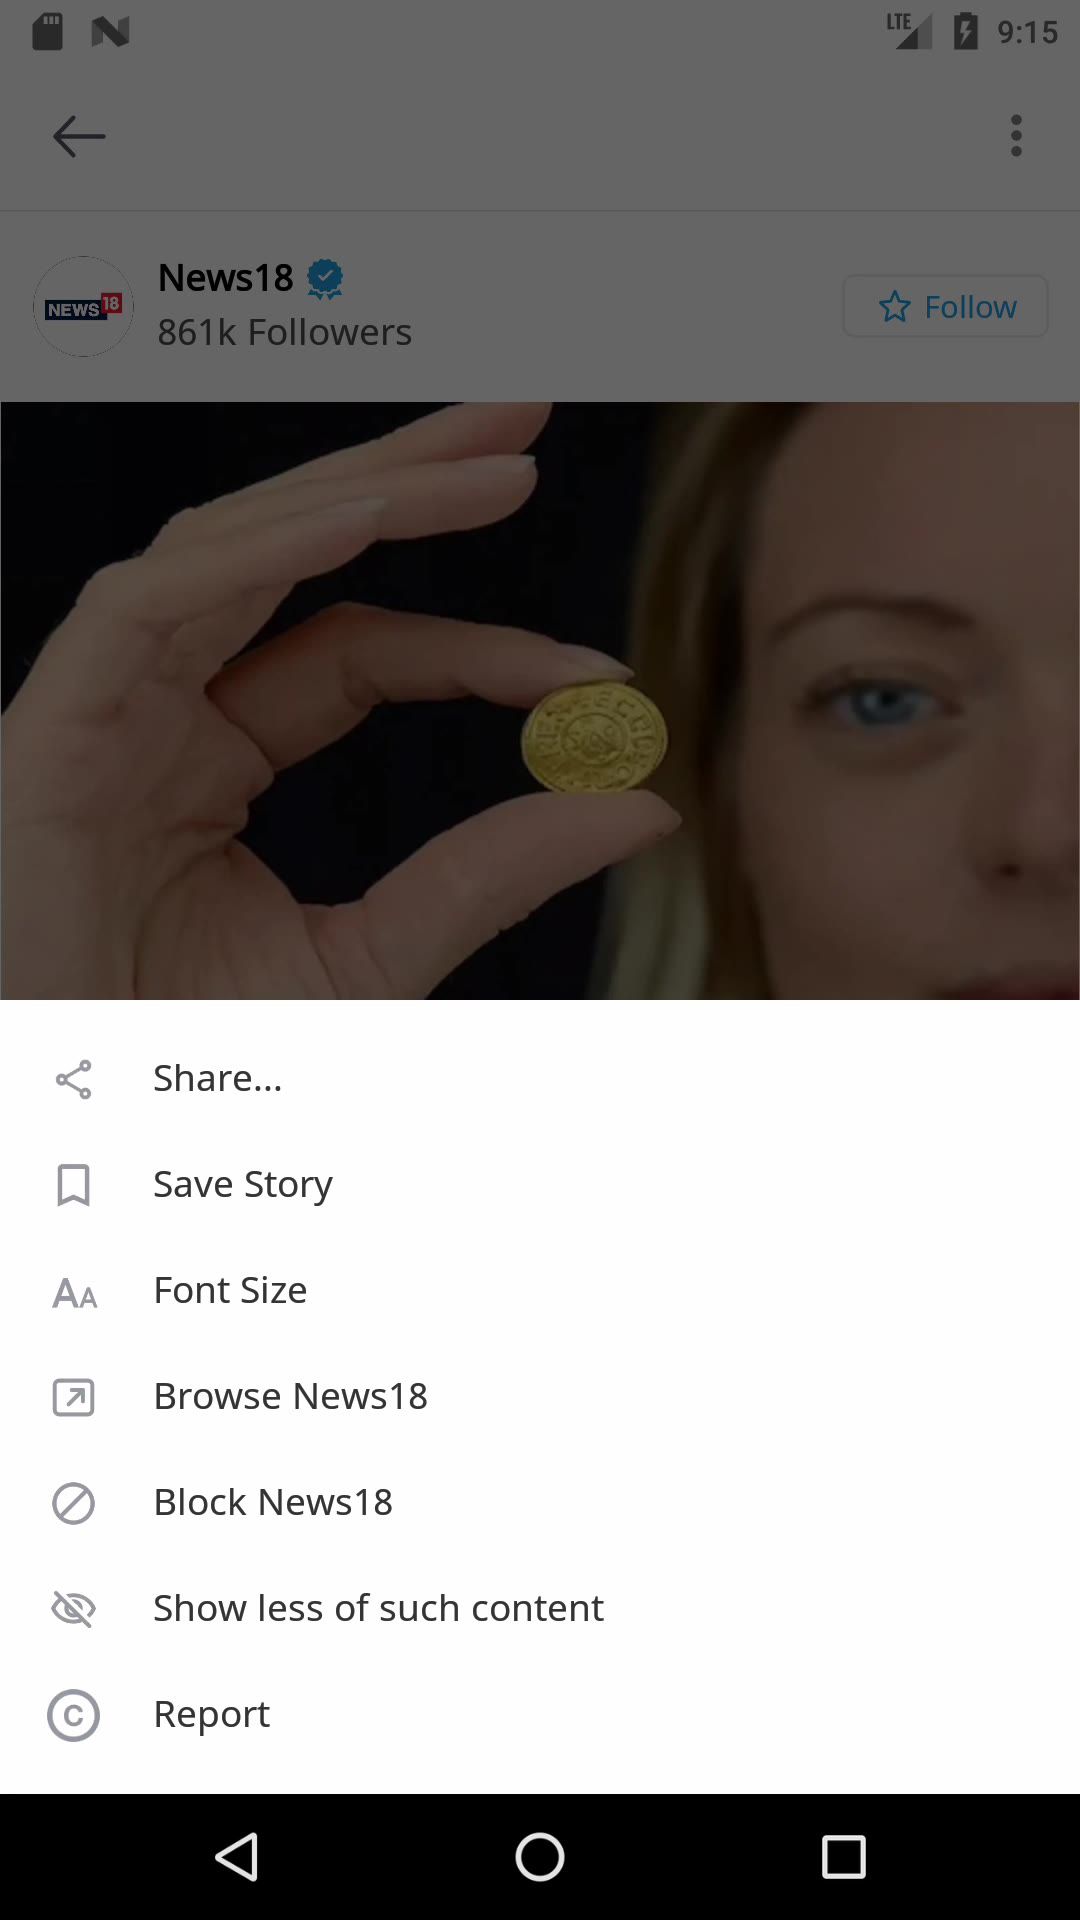 LTE 9:15
News18
NEWS 18
861k Followers
Follow
Share...
Save Story
AA Font Size
Browse News18
Block News18
Show less of such content
C Report